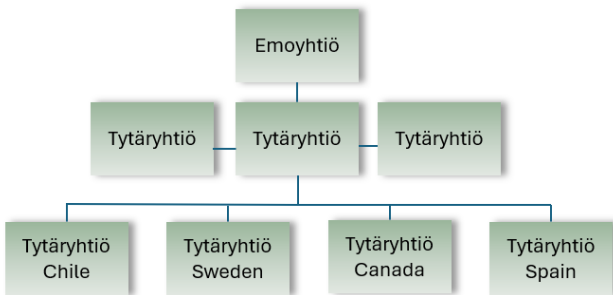 Emoyhtiö
Tytäryhtiö
Tytäryhtiö
Tytäryhtiö
Tytäryhtiö
Chile
Tytäryhtiö
Sweden
Tytäryhtiö
Canada
Tytäryhtiö
Spain